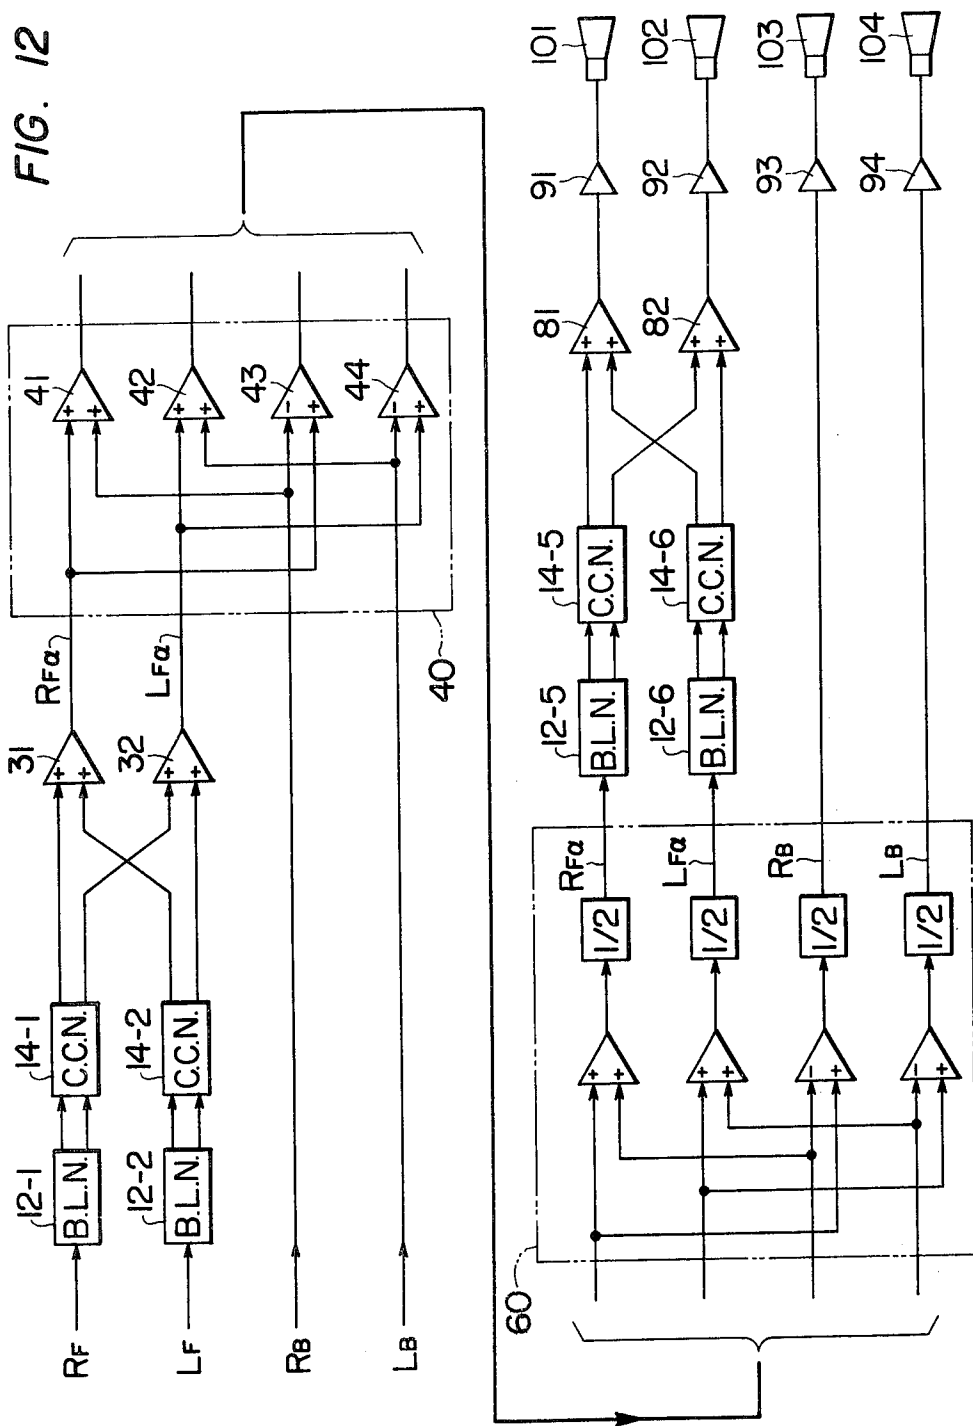 FIG. 12
RF
12-1
B.L.N.
14-1
C.C.N.
31
+
+
RFα
LF
12-2
B.L.N.
14-2
C.C.N.
32
+
+
LFα
RB
LB
40
41
+
+
42
+
+
43
-
+
44
-
+
60
+
+
1/2
RFα
+
+
1/2
LFα
-
+
1/2
RB
-
+
1/2
LB
12-5
B.L.N.
14-5
C.C.N.
81
+
+
91
101
12-6
B.L.N.
14-6
C.C.N.
82
+
+
92
102
93
103
94
104